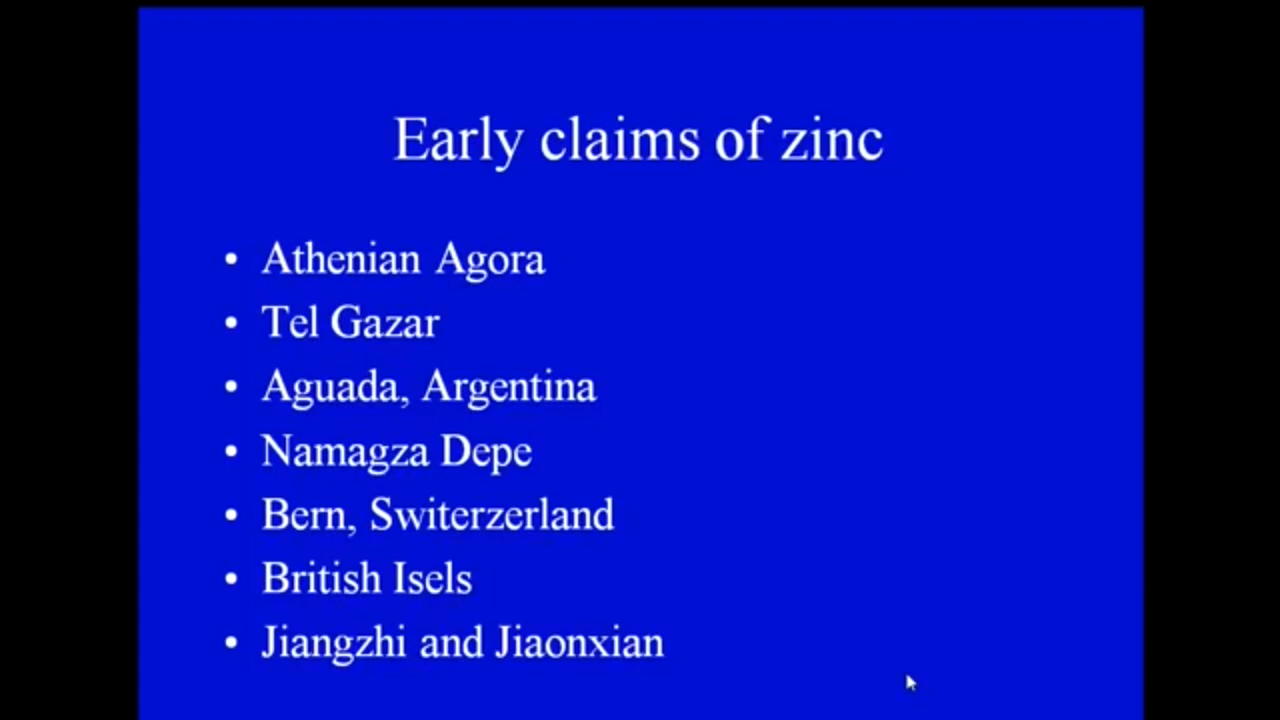 Early claims of zinc
• Athenian Agora
• Tel Gazar
• Aguada, Argentina
• Namagza Depe
• Bern, Switerzerland
• British Isels
• Jiangzhi and Jiaonxian